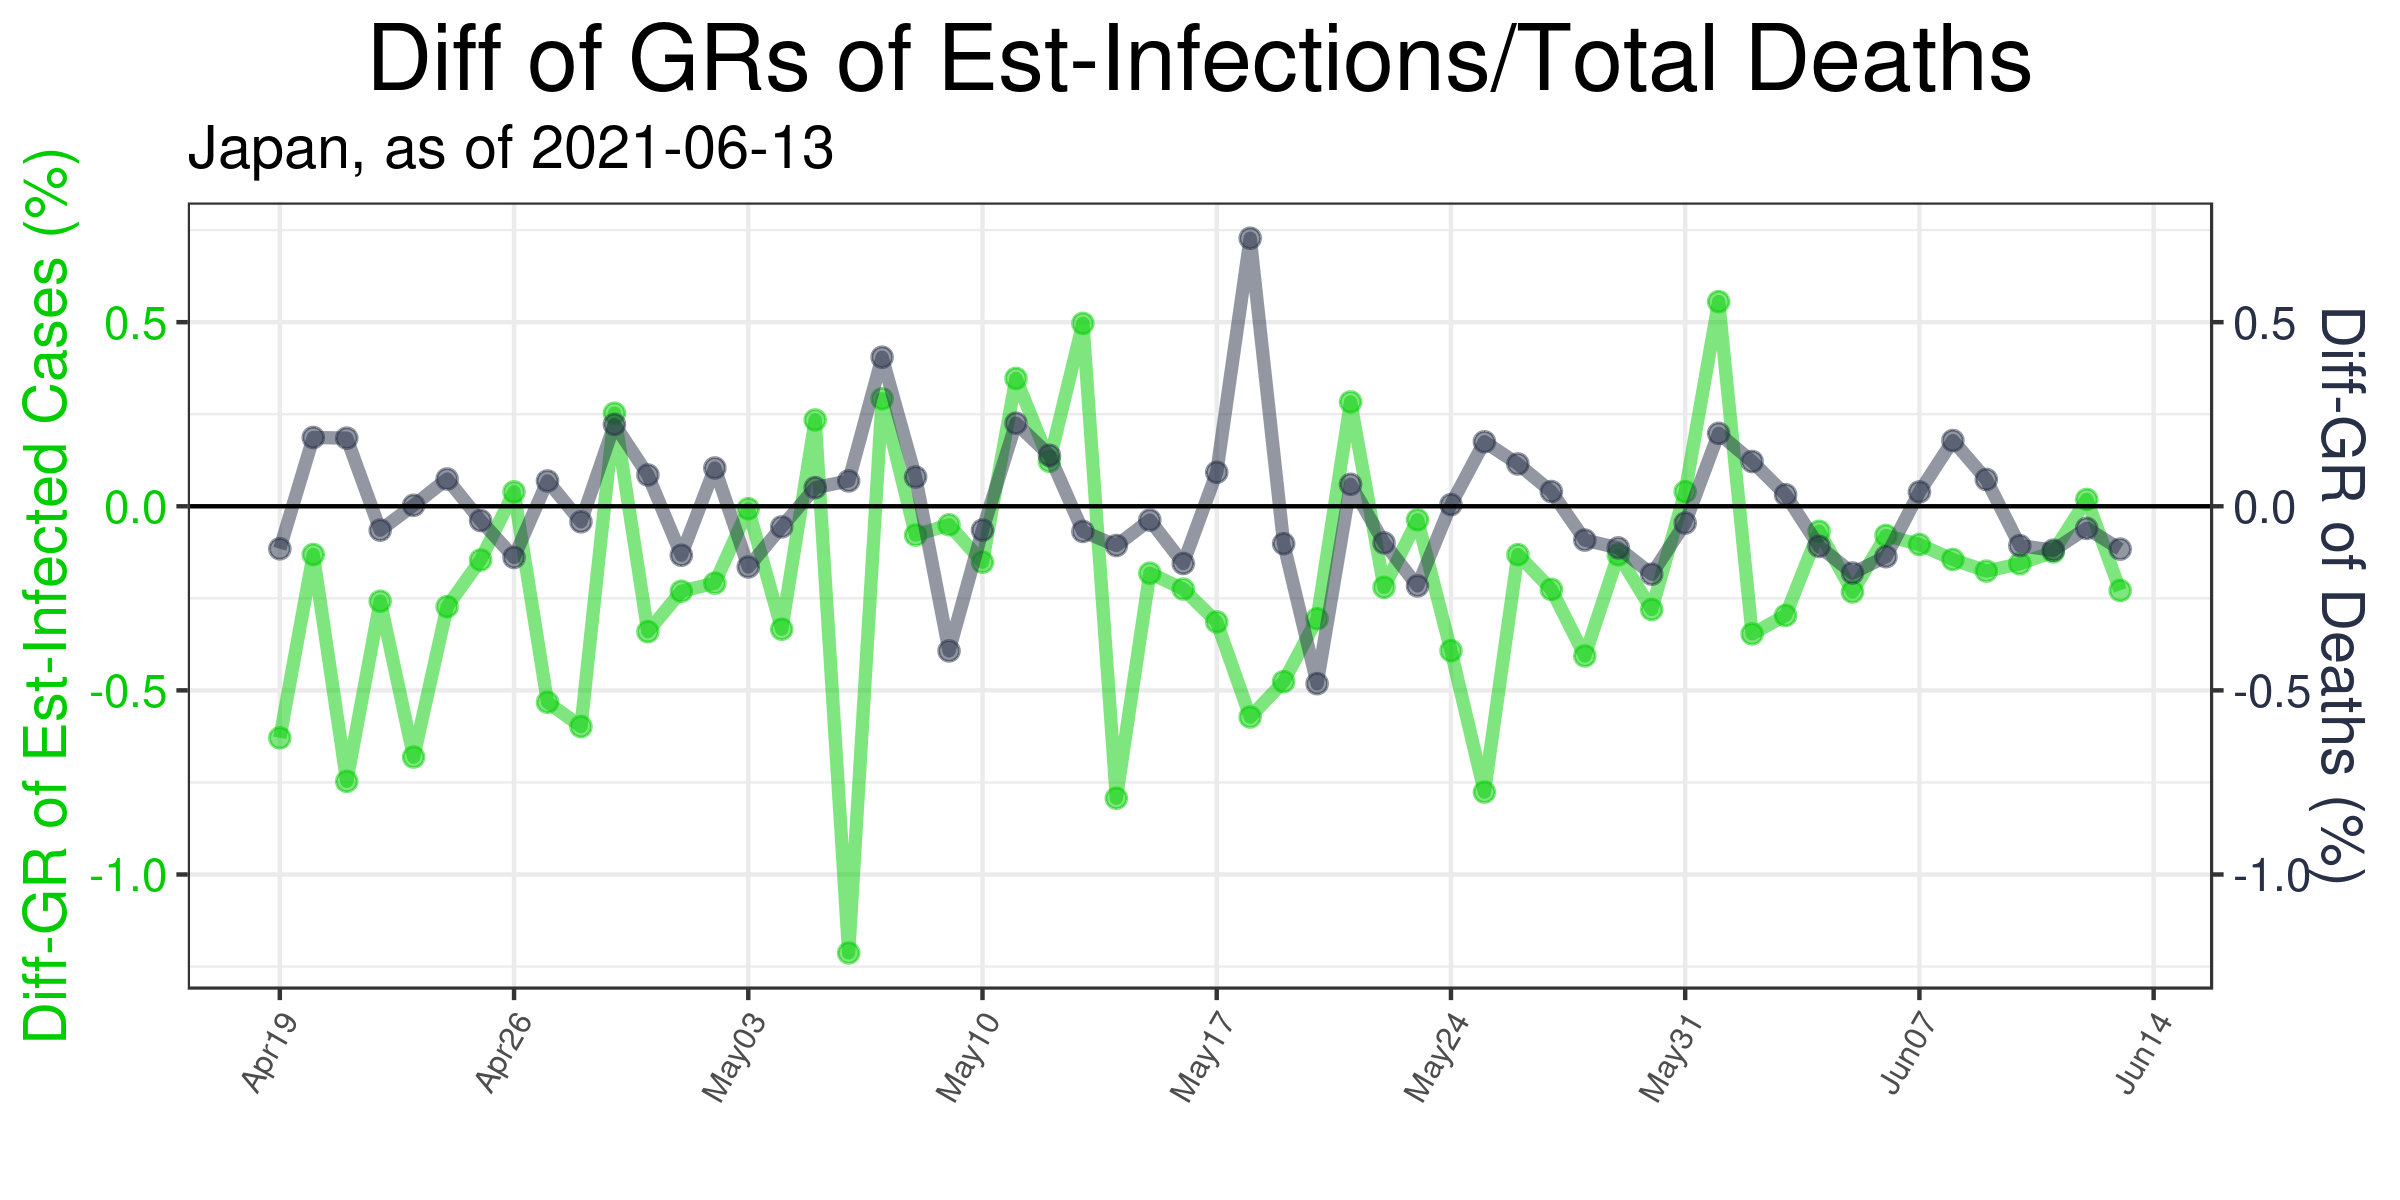 Diff of GRs of Est-Infections/Total Deaths
Japan, as of 2021-06-13
Diff-GR of Est-Infected Cases (%)
0.5
0.0
-0.5
-1.0
0.5
0.0
-0.5
-1.0
Diff-GR of Deaths (%)
Apr19
Apr26
May03
May10
May17
May24
May31
Jun07
Jun14